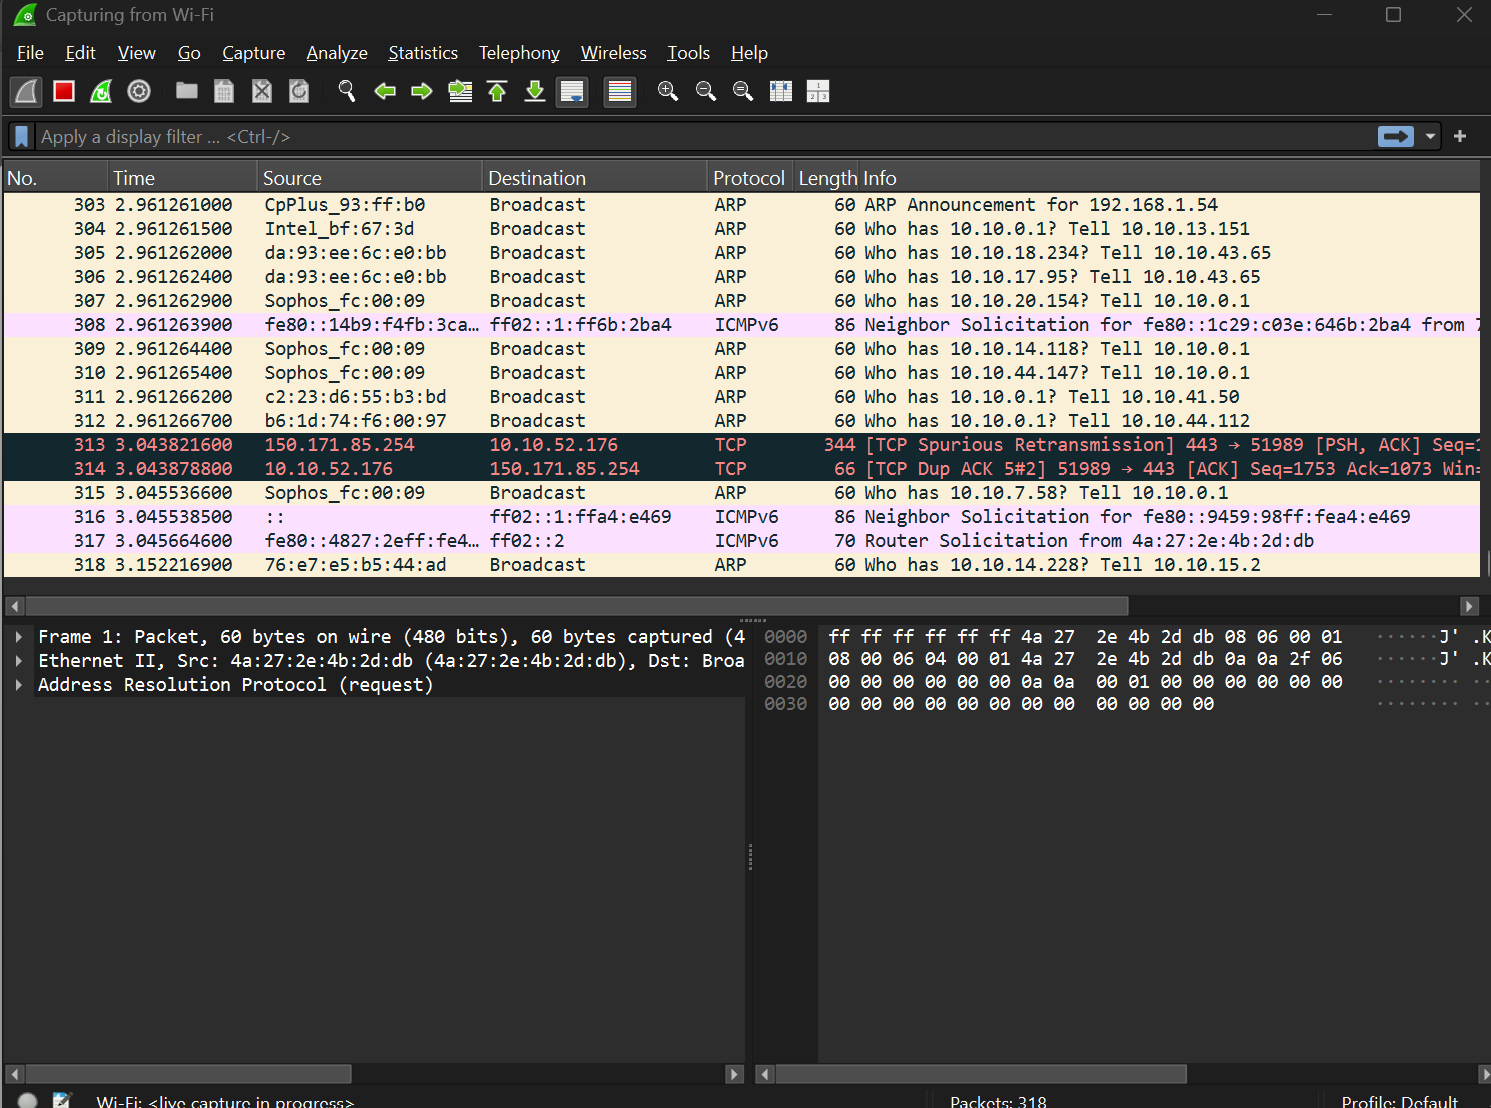 Capturing from Wi-Fi
File Edit View Go Capture Analyze Statistics Telephony Wireless Tools Help
Apply a display filter ... <Ctrl-/>
No. Time Source Destination Protocol Length Info
303 2.961261000 CpPlus_93:ff:b0 Broadcast ARP 60 ARP Announcement for 192.168.1.54
304 2.961261500 Intel_bf:67:3d Broadcast ARP 60 Who has 10.10.0.1? Tell 10.10.13.151
305 2.961262000 da:93:ee:6c:e0:bb Broadcast ARP 60 Who has 10.10.18.234? Tell 10.10.43.65
306 2.961262400 da:93:ee:6c:e0:bb Broadcast ARP 60 Who has 10.10.17.95? Tell 10.10.43.65
307 2.961262900 Sophos_fc:00:09 Broadcast ARP 60 Who has 10.10.20.154? Tell 10.10.0.1
308 2.961263900 fe80::14b9:f4fb:3ca… ff02::1:ff6b:2ba4 ICMPv6 86 Neighbor Solicitation for fe80::1c29:c03e:646b:2ba4 from 7
309 2.961264400 Sophos_fc:00:09 Broadcast ARP 60 Who has 10.10.14.118? Tell 10.10.0.1
310 2.961265400 Sophos_fc:00:09 Broadcast ARP 60 Who has 10.10.44.147? Tell 10.10.0.1
311 2.961266200 c2:23:d6:55:b3:bd Broadcast ARP 60 Who has 10.10.0.1? Tell 10.10.41.50
312 2.961266700 b6:1d:74:f6:00:97 Broadcast ARP 60 Who has 10.10.0.1? Tell 10.10.44.112
313 3.043821600 150.171.85.254 10.10.52.176 TCP 344 [TCP Spurious Retransmission] 443 → 51989 [PSH, ACK] Seq=1
314 3.043878800 10.10.52.176 150.171.85.254 TCP 66 [TCP Dup ACK 5#2] 51989 → 443 [ACK] Seq=1753 Ack=1073 Win=
315 3.045536600 Sophos_fc:00:09 Broadcast ARP 60 Who has 10.10.7.58? Tell 10.10.0.1
316 3.045538500 :: ff02::1:ffa4:e469 ICMPv6 86 Neighbor Solicitation for fe80::9459:98ff:fea4:e469
317 3.045664600 fe80::4827:2eff:fe4… ff02::2 ICMPv6 70 Router Solicitation from 4a:27:2e:4b:2d:db
318 3.152216900 76:e7:e5:b5:44:ad Broadcast ARP 60 Who has 10.10.14.228? Tell 10.10.15.2
Frame 1: Packet, 60 bytes on wire (480 bits), 60 bytes captured (4
Ethernet II, Src: 4a:27:2e:4b:2d:db (4a:27:2e:4b:2d:db), Dst: Broa
Address Resolution Protocol (request)
0000 ff ff ff ff ff ff 4a 27 2e 4b 2d db 08 06 00 01 ······J' .K
0010 08 00 06 04 00 01 4a 27 2e 4b 2d db 0a 0a 2f 06 ······J' .K
0020 00 00 00 00 00 00 0a 0a 00 01 00 00 00 00 00 00 ········ ··
0030 00 00 00 00 00 00 00 00 00 00 00 00 ········ ··
Wi-Fi: <live capture in progress> Packets: 318 Profile: Default